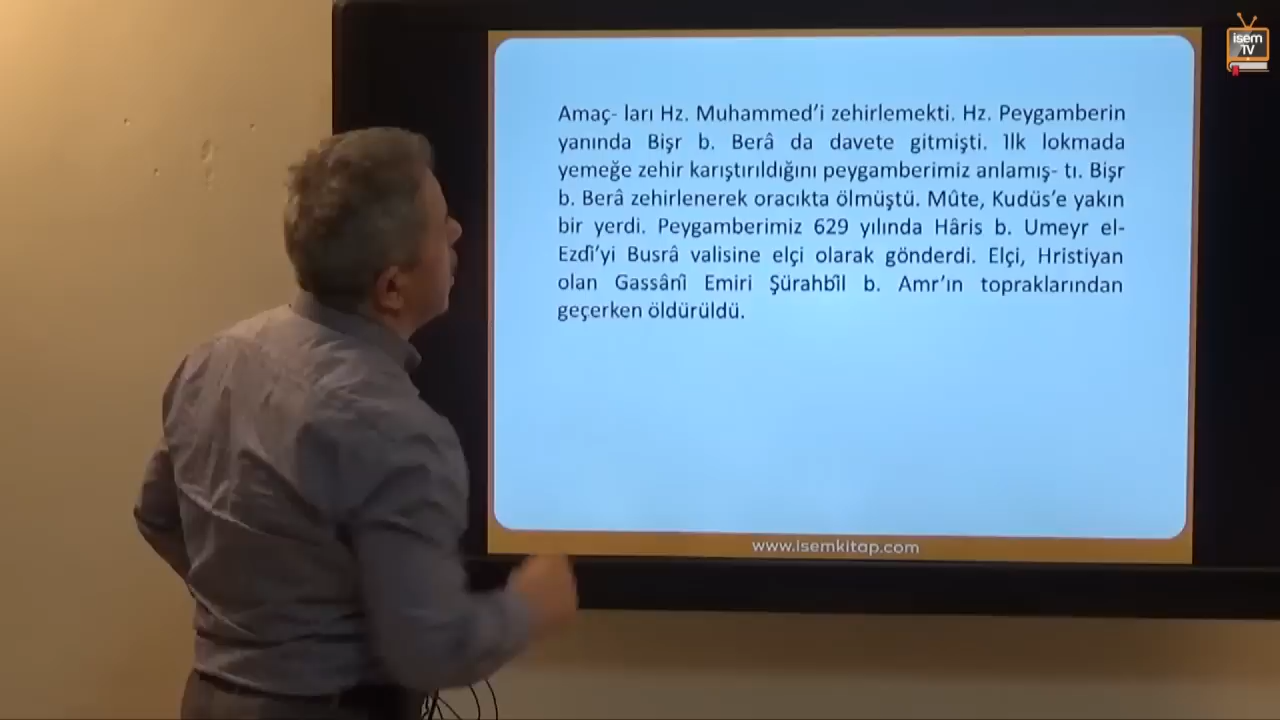 isem
TV
Amaç- ları Hz. Muhammed’i zehirlemekti. Hz. Peygamberin
yanında Bişr b. Berâ da davete gitmişti. İlk lokmada
yemeğe zehir karıştırıldığını peygamberimiz anlamış- tı. Bişr
b. Berâ zehirlenerek oracıkta ölmüştü. Mûte, Kudüs’e yakın
bir yerdi. Peygamberimiz 629 yılında Hâris b. Umeyr el-
Ezdî’yi Busrâ valisine elçi olarak gönderdi. Elçi, Hristiyan
olan Gassânî Emiri Şürahbîl b. Amr’ın topraklarından
geçerken öldürüldü.
www.isemkitap.com